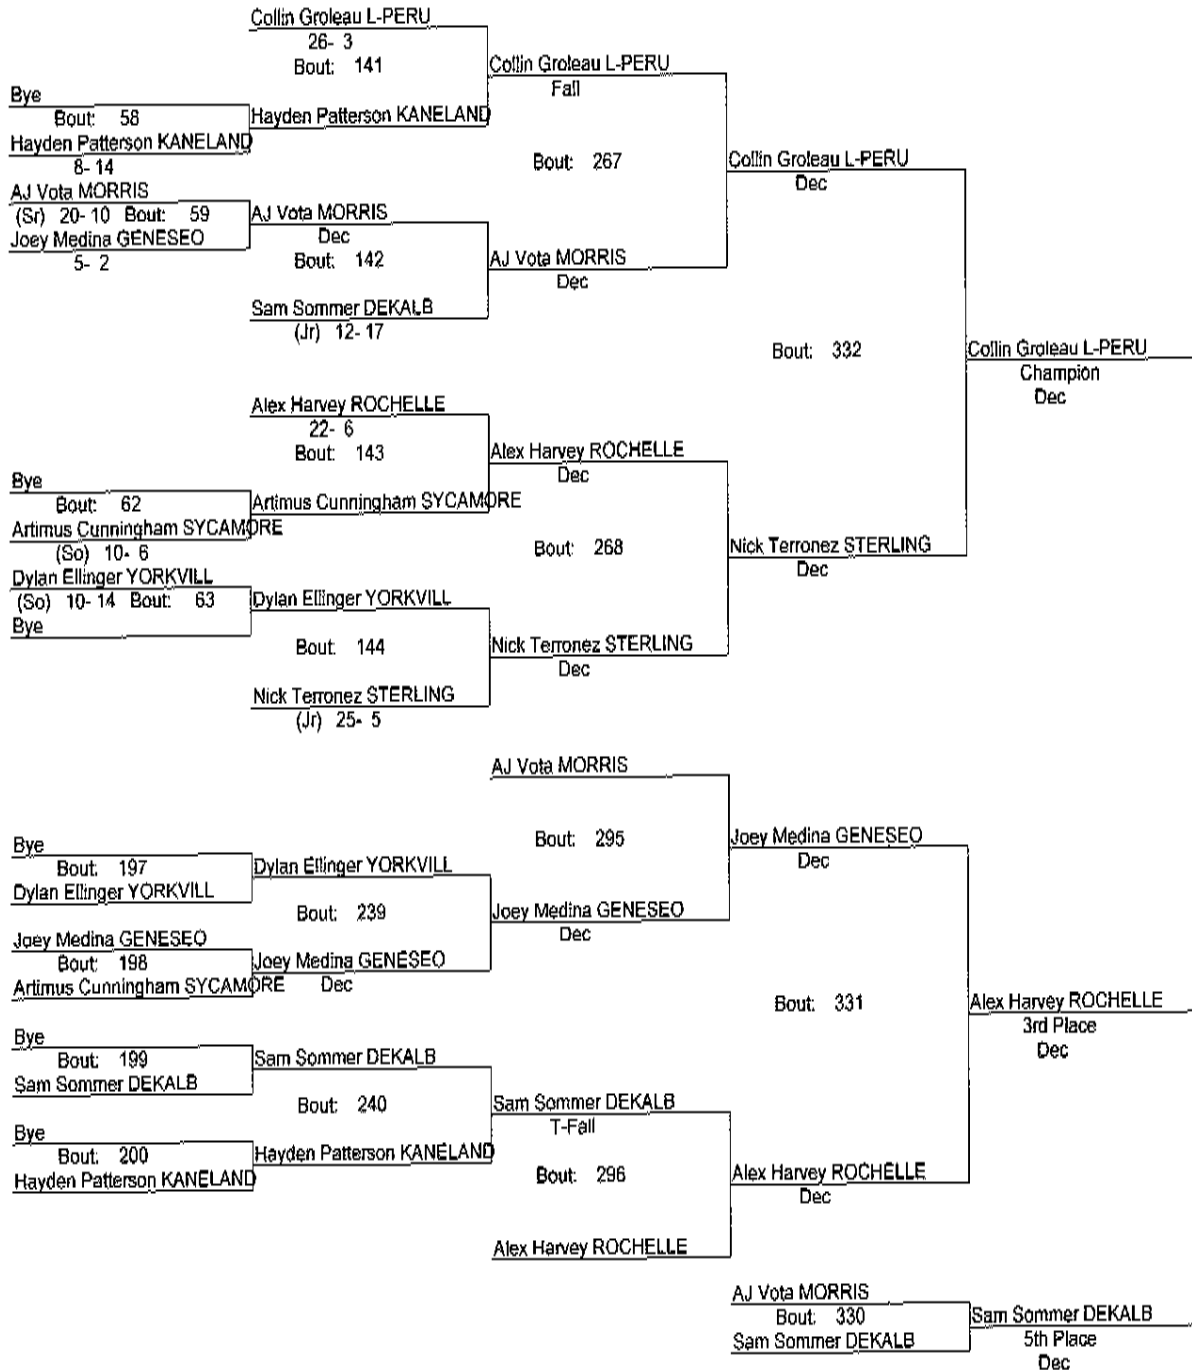 Collin Groleau L-PERU
26- 3
Bout: 141
Collin Groleau L-PERU
Fall
Bye
Bout: 58
Hayden Patterson KANELAND
Hayden Patterson KANELAND
8- 14
Bout: 267
Collin Groleau L-PERU
Dec
AJ Vota MORRIS
(Sr) 20- 10 Bout: 59
Joey Medina GENESEO
5- 2
AJ Vota MORRIS
Dec
Bout: 142
AJ Vota MORRIS
Dec
Sam Sommer DEKALB
(Jr) 12- 17
Bout: 332
Collin Groleau L-PERU
Champion
Dec
Alex Harvey ROCHELLE
22- 6
Bout: 143
Alex Harvey ROCHELLE
Dec
Bye
Bout: 62
Artimus Cunningham SYCAMORE
Artimus Cunningham SYCAMORE
(So) 10- 6
Bout: 268
Nick Terronez STERLING
Dec
Dylan Ellinger YORKVILL
(So) 10- 14 Bout: 63
Bye
Dylan Ellinger YORKVILL
Bout: 144
Nick Terronez STERLING
Dec
Nick Terronez STERLING
(Jr) 25- 5
AJ Vota MORRIS
Bout: 295
Joey Medina GENESEO
Dec
Bye
Bout: 197
Dylan Ellinger YORKVILL
Dylan Ellinger YORKVILL
Bout: 239
Joey Medina GENESEO
Dec
Joey Medina GENESEO
Bout: 198
Artimus Cunningham SYCAMORE
Joey Medina GENESEO
Dec
Bout: 331
Alex Harvey ROCHELLE
3rd Place
Dec
Bye
Bout: 199
Sam Sommer DEKALB
Sam Sommer DEKALB
Bout: 240
Sam Sommer DEKALB
T-Fall
Bye
Bout: 200
Hayden Patterson KANELAND
Hayden Patterson KANELAND
Bout: 296
Alex Harvey ROCHELLE
Dec
Alex Harvey ROCHELLE
AJ Vota MORRIS
Bout: 330
Sam Sommer DEKALB
Sam Sommer DEKALB
5th Place
Dec